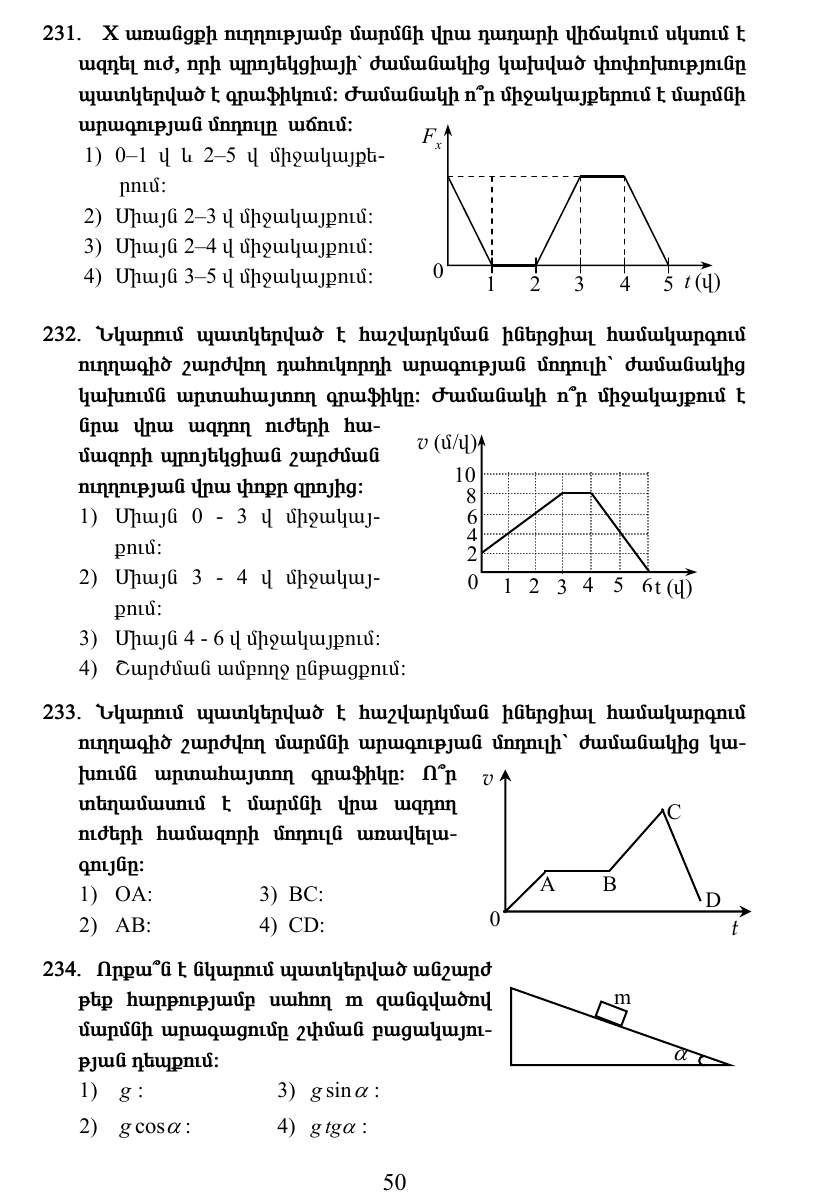 231. X առանցքի ուղղությամբ մարմնի վրա դադարի վիճակում սկսում է
ազդել ուժ, որի պրոյեկցիայի՝ ժամանակից կախված փոփոխությունը
պատկերված է գրաֆիկում: Ժամանակի ո՞ր միջակայքերում է մարմնի
արագության մոդուլը աճում:
1) 0–1 վ և 2–5 վ միջակայքե-
րում:
2) Միայն 2–3 վ միջակայքում:
3) Միայն 2–4 վ միջակայքում:
4) Միայն 3–5 վ միջակայքում:
Fx
0
1 2 3 4 5 t (վ)
232. Նկարում պատկերված է հաշվարկման իներցիալ համակարգում
ուղղագիծ շարժվող դահուկորդի արագության մոդուլի՝ ժամանակից
կախումն արտահայտող գրաֆիկը: Ժամանակի ո՞ր միջակայքում է
նրա վրա ազդող ուժերի հա-
մազորի պրոյեկցիան շարժման
ուղղության վրա փոքր զրոյից:
1) Միայն 0 - 3 վ միջակայ-
քում:
2) Միայն 3 - 4 վ միջակայ-
քում:
3) Միայն 4 - 6 վ միջակայքում:
4) Շարժման ամբողջ ընթացքում:
v (մ/վ)
10
8
6
4
2
0 1 2 3 4 5 6 t (վ)
233. Նկարում պատկերված է հաշվարկման իներցիալ համակարգում
ուղղագիծ շարժվող մարմնի արագության մոդուլի՝ ժամանակից կա-
խումն արտահայտող գրաֆիկը: Ո՞ր
տեղամասում է մարմնի վրա ազդող
ուժերի համազորի մոդուլն առավելա-
գույնը:
1) OA: 3) BC:
2) AB: 4) CD:
v
C
A B
D
0
t
234. Որքա՞ն է նկարում պատկերված անշարժ
թեք հարթությամբ սահող m զանգվածով
մարմնի արագացումը շփման բացակայու-
թյան դեպքում:
1) g : 3) g sin α :
2) g cos α : 4) g tg α :
m
α
50